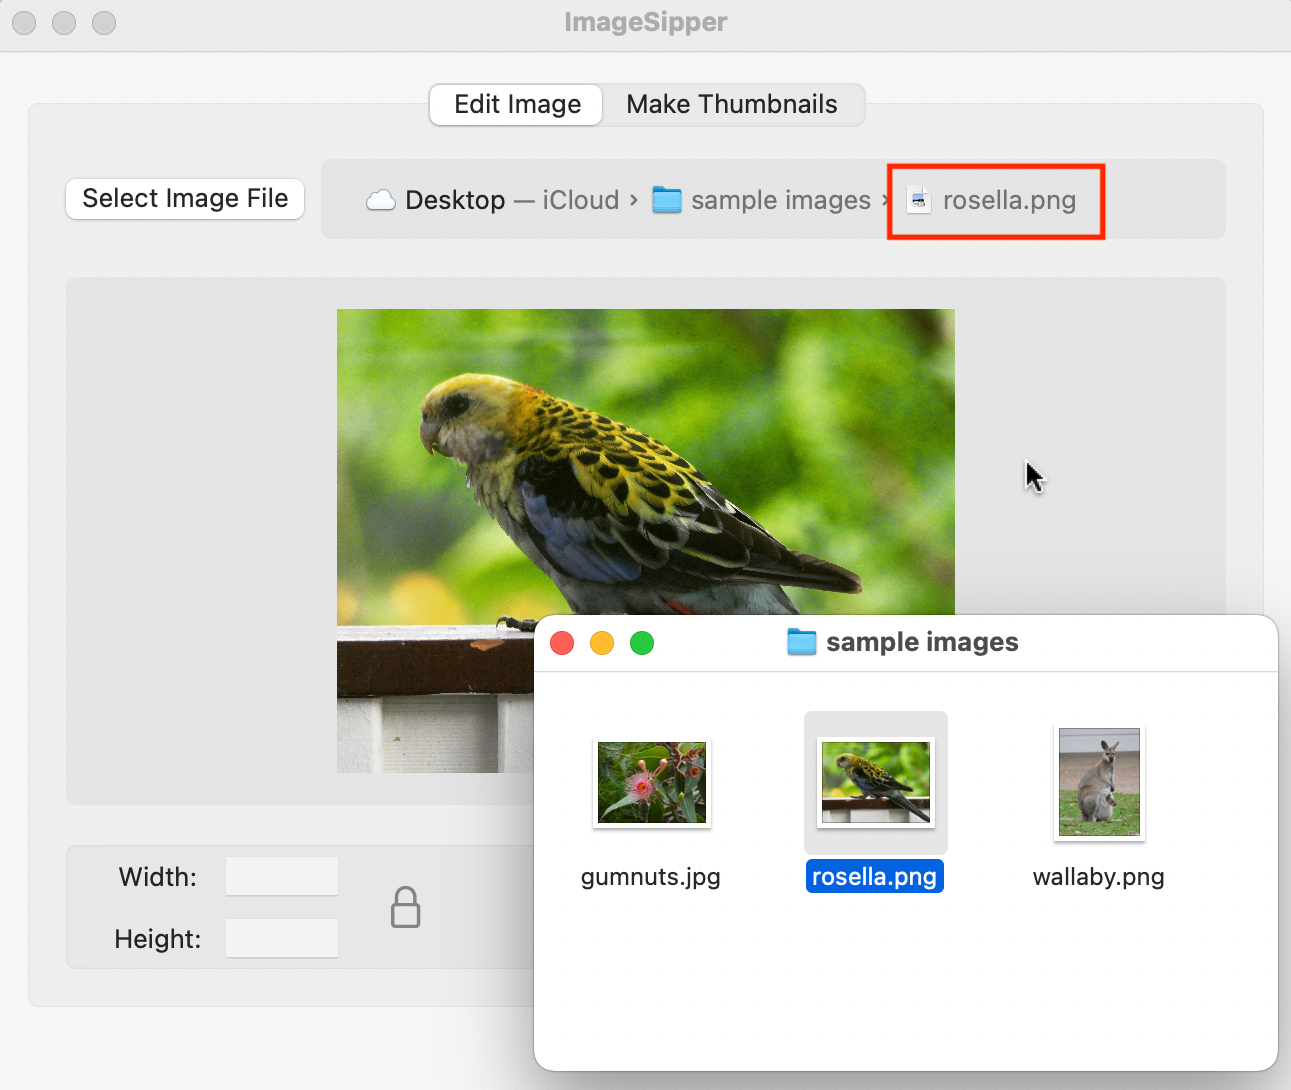 ImageSipper
Edit Image Make Thumbnails
Select Image File
Desktop — iCloud › sample images › rosella.png
sample images
gumnuts.jpg rosella.png wallaby.png
Width:
Height: